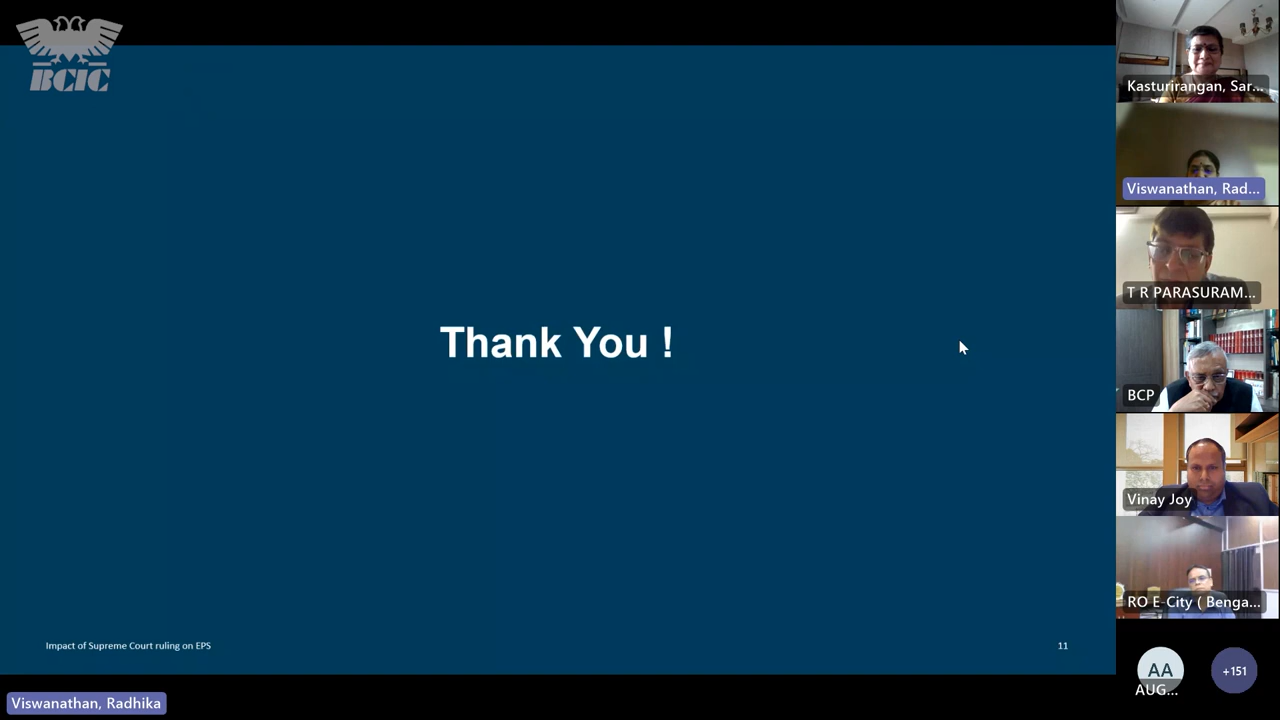 BCIC
Thank You !
Impact of Supreme Court ruling on EPS
11
Kasturirangan, Sar...
Viswanathan, Rad...
T R PARASURAM...
BCP
Vinay Joy
RO E-City ( Benga...
AA
AUG...
+151
Viswanathan, Radhika